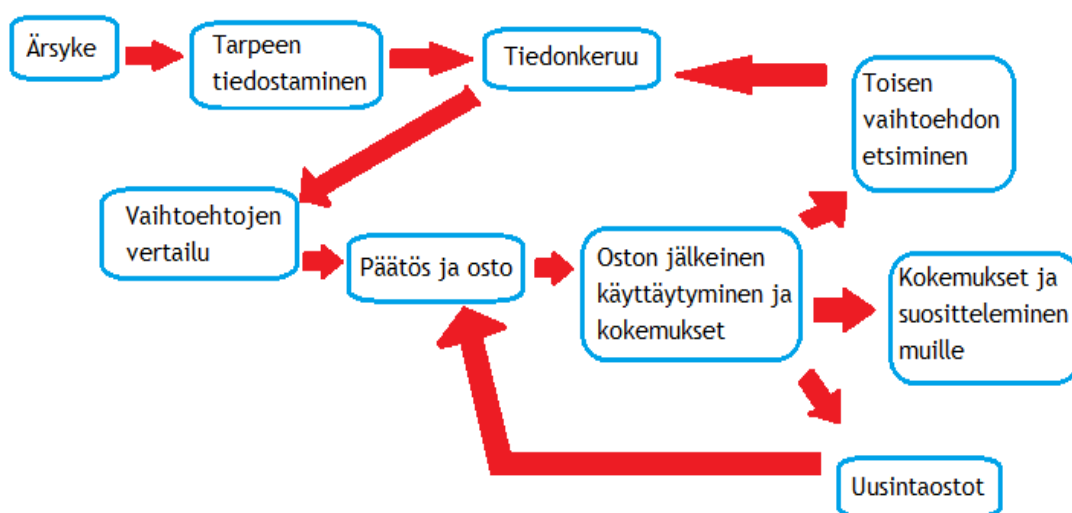 Ärsyke
Tarpeen
tiedostaminen
Tiedonkeruu
Toisen
vaihtoehdon
etsiminen
Vaihtoehtojen
vertailu
Päätös ja osto
Oston jälkeinen
käyttäytyminen ja
kokemukset
Kokemukset ja
suositteleminen
muille
Uusintaostot